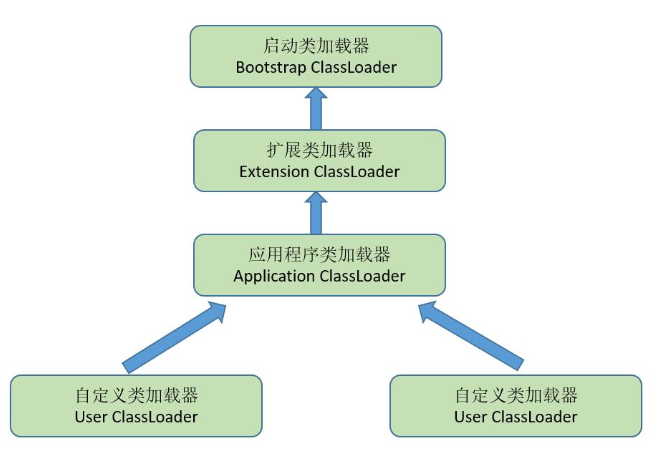 启动类加载器
Bootstrap ClassLoader
扩展类加载器
Extension ClassLoader
应用程序类加载器
Application ClassLoader
自定义类加载器
User ClassLoader
自定义类加载器
User ClassLoader